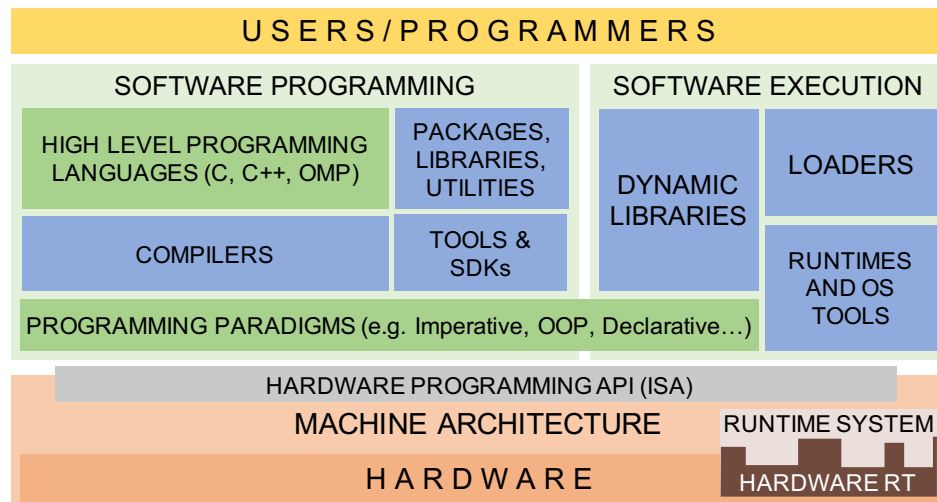 USERS/PROGRAMMERS
SOFTWARE PROGRAMMING
HIGH LEVEL PROGRAMMING
LANGUAGES (C, C++, OMP)
PACKAGES,
LIBRARIES,
UTILITIES
COMPILERS
TOOLS &
SDKs
SOFTWARE EXECUTION
DYNAMIC
LIBRARIES
LOADERS
RUNTIMES
AND OS
TOOLS
PROGRAMMING PARADIGMS (e.g. Imperative, OOP, Declarative…)
HARDWARE PROGRAMMING API (ISA)
MACHINE ARCHITECTURE
RUNTIME SYSTEM
HARDWARE RT
HARDWARE